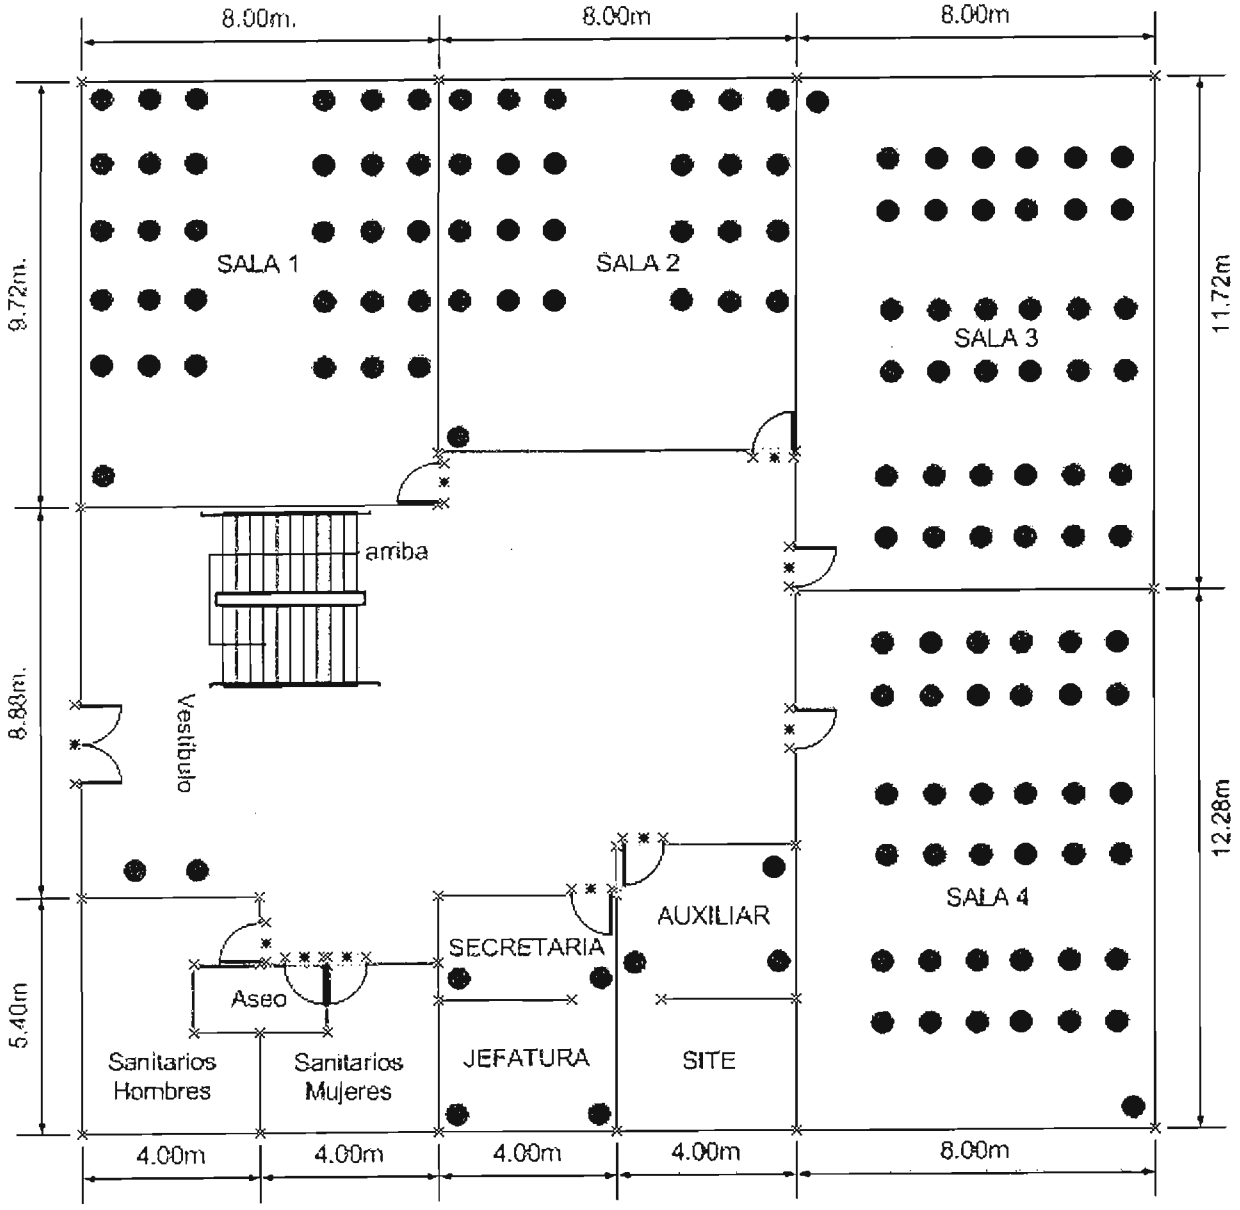 8.00m.
8.00m
8.00m
9.72m.
SALA 1
SALA 2
SALA 3
11.72m
arriba
8.88m.
Vestibulo
12.28m
SALA 4
AUXILIAR
SECRETARIA
Aseo
5.40m
Sanitarios
Hombres
Sanitarios
Mujeres
JEFATURA
SITE
4.00m
4.00m
4.00m
4.00m
8.00m